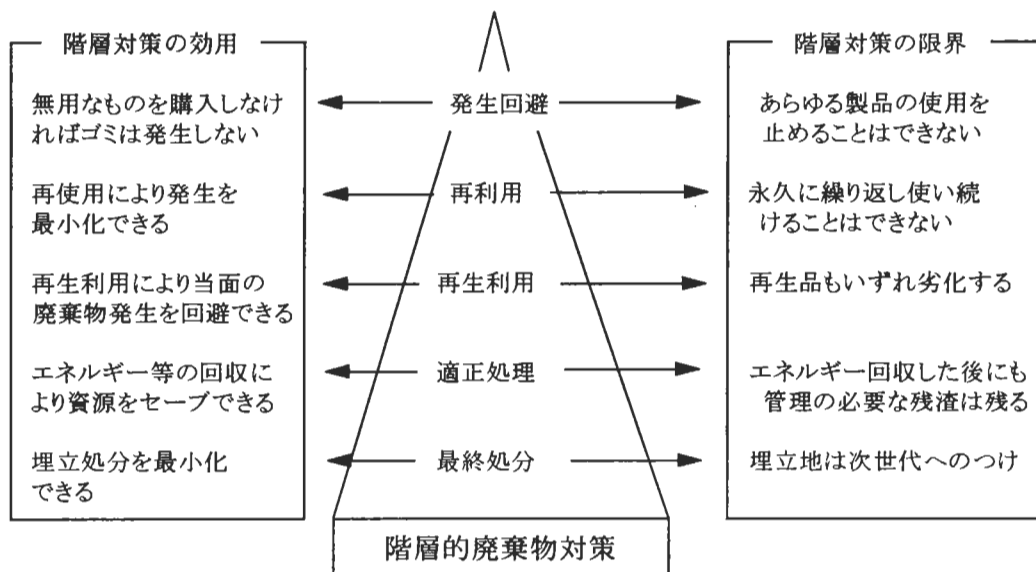 階層対策の効用
無用なものを購入しなけ
ればゴミは発生しない
再使用により発生を
最小化できる
再生利用により当面の
廃棄物発生を回避できる
エネルギー等の回収に
より資源をセーブできる
埋立処分を最小化
できる
発生回避
再利用
再生利用
適正処理
最終処分
階層的廃棄物対策
階層対策の限界
あらゆる製品の使用を
止めることはできない
永久に繰り返し使い続
けることはできない
再生品もいずれ劣化する
エネルギー回収した後にも
管理の必要な残渣は残る
埋立地は次世代へのつけ